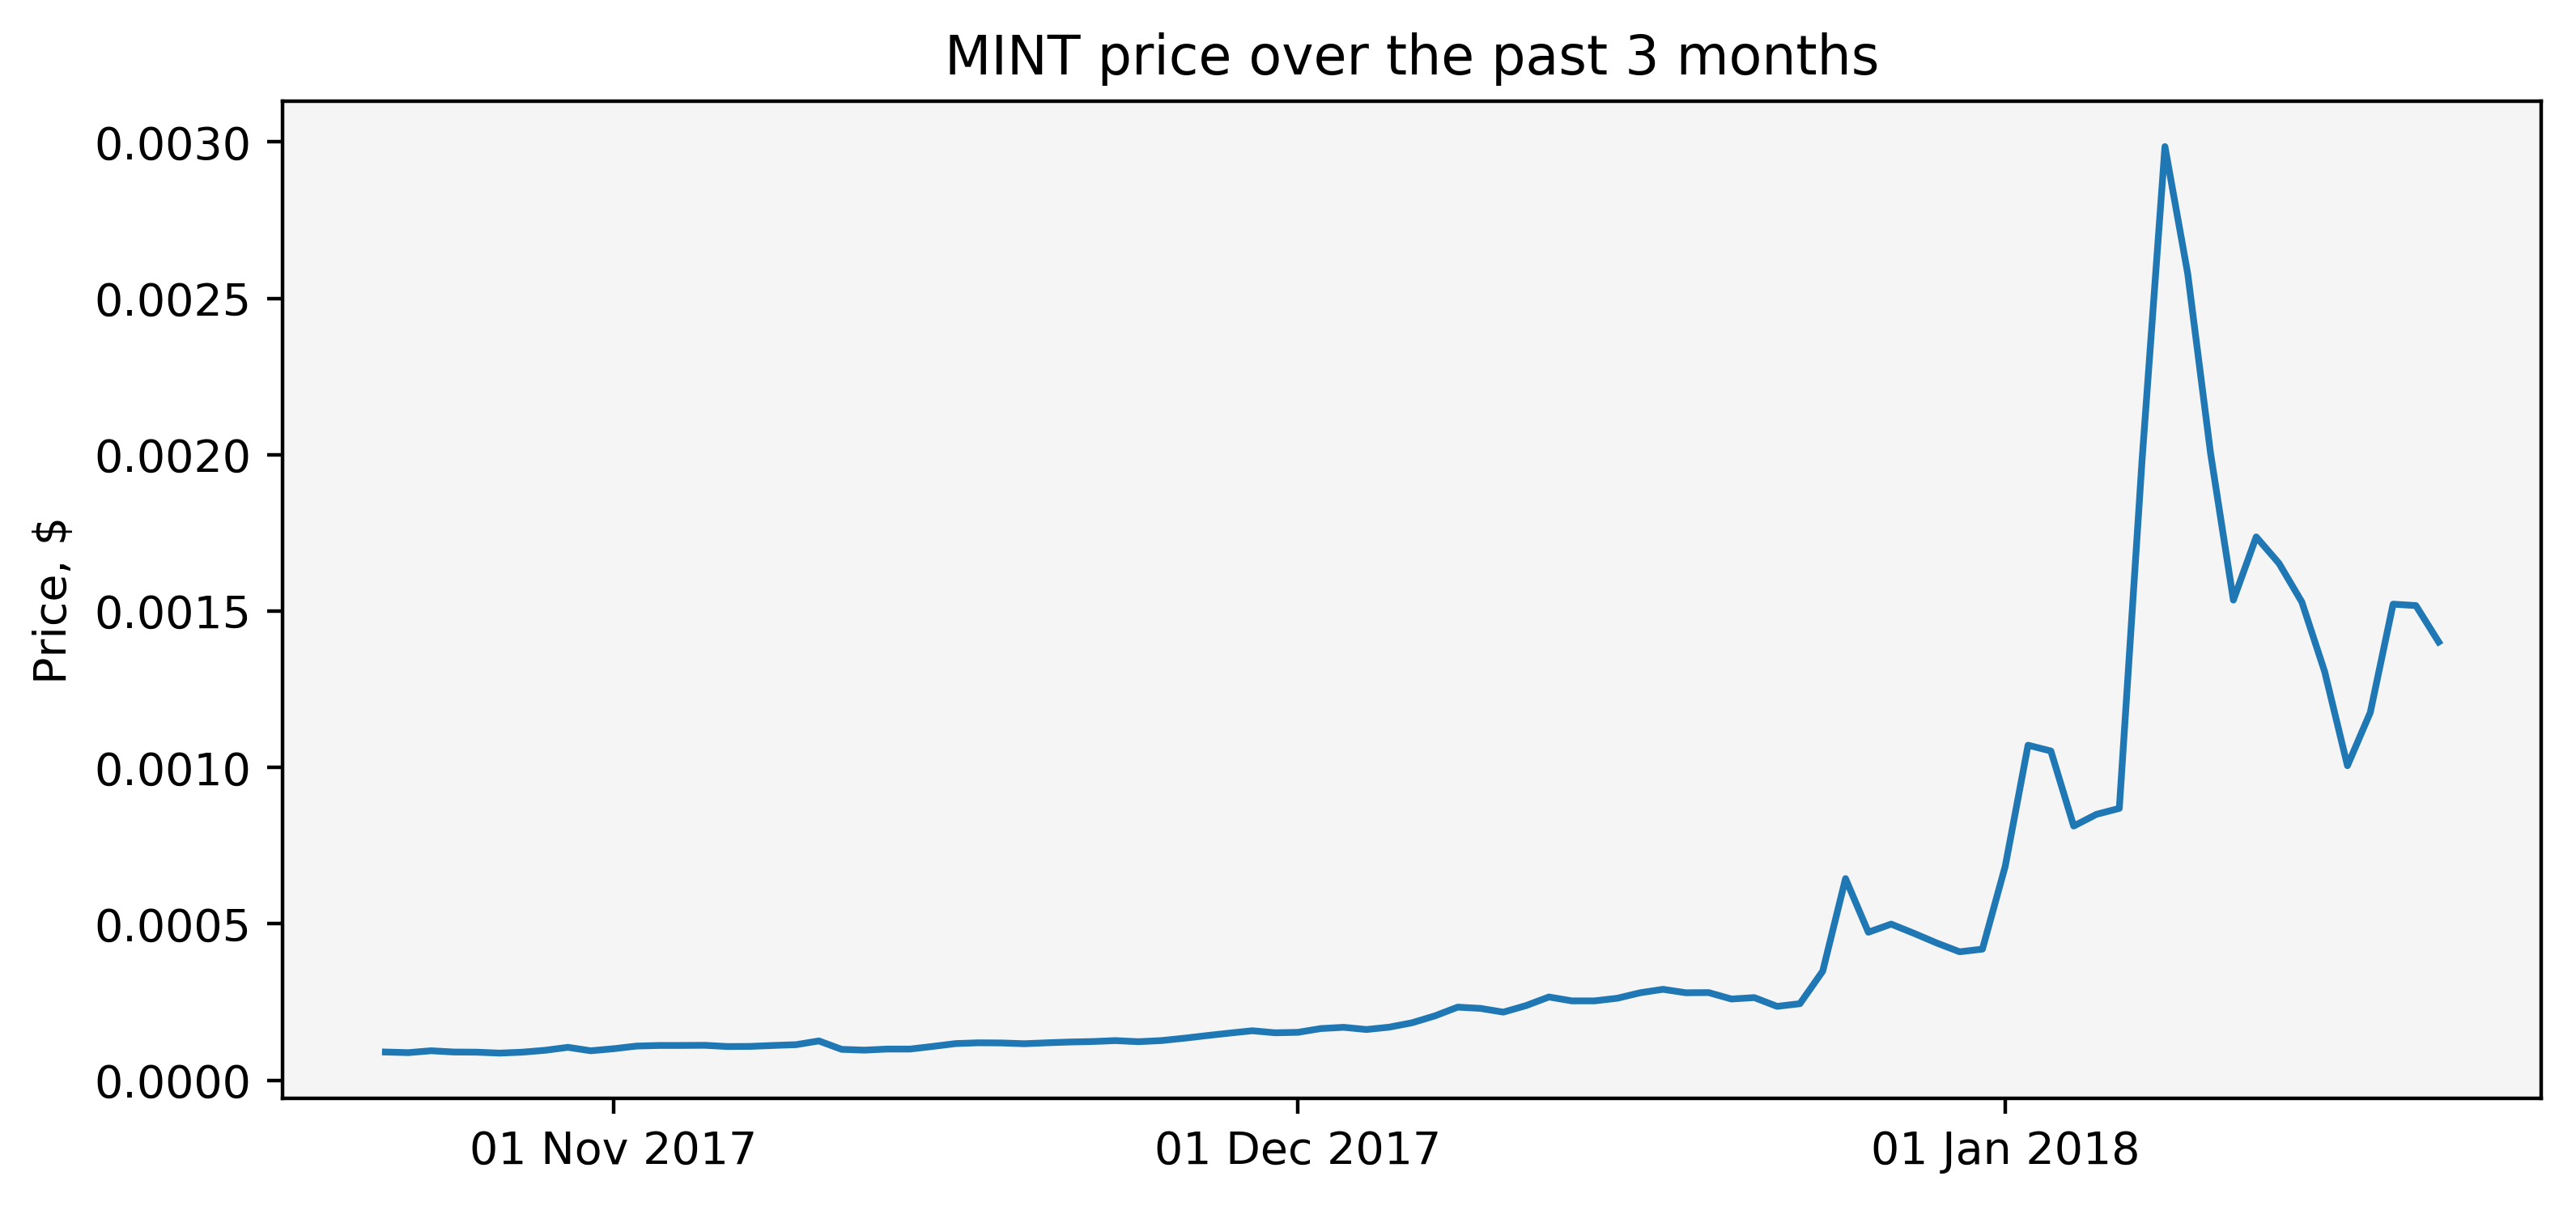 MINT price over the past 3 months
0.0030
0.0025
0.0020
0.0015
0.0010
0.0005
0.0000
Price, $
01 Nov 2017
01 Dec 2017
01 Jan 2018